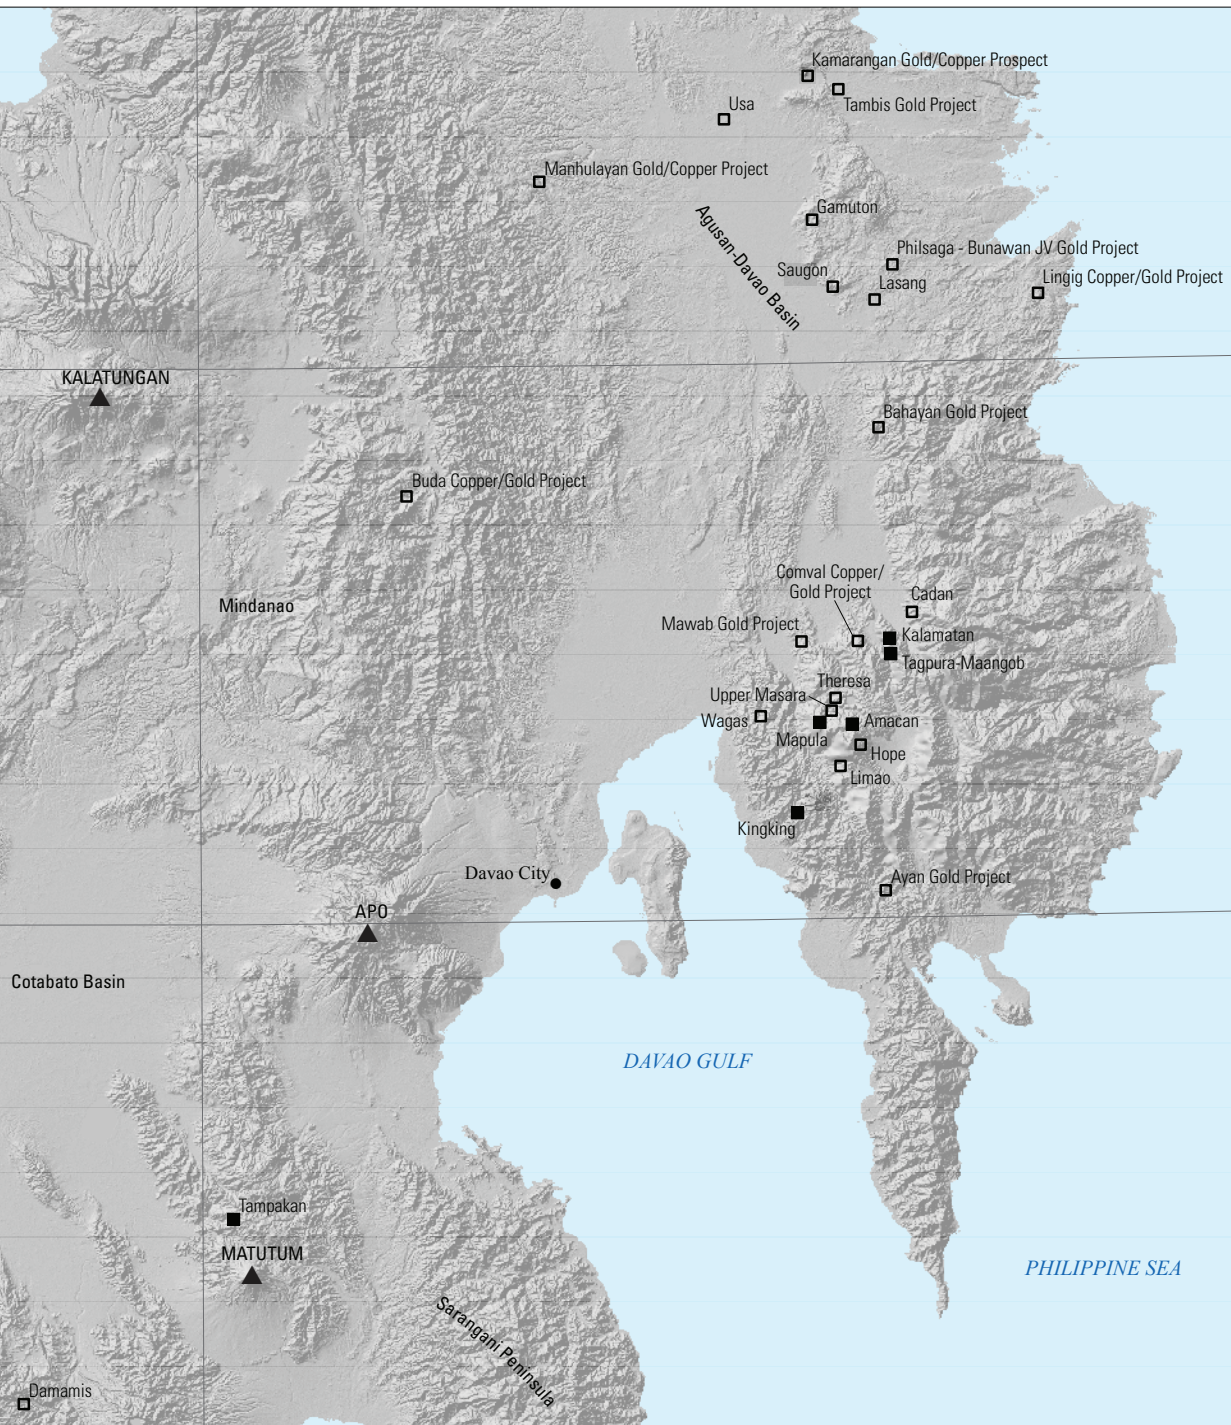 Kamarangan Gold/Copper Prospect
Tambis Gold Project
Usa
Manhulayan Gold/Copper Project
Gamuton
Agusan-Davao Basin
Philsaga - Bunawan JV Gold Project
Saugon
Lasang
Lingig Copper/Gold Project
KALATUNGAN
Bahayan Gold Project
Buda Copper/Gold Project
Comval Copper/
Gold Project
Cadan
Mindanao
Mawab Gold Project
Kalamatan
Tagpura-Maangob
Theresa
Upper Masara
Wagas
Amacan
Mapula
Hope
Limao
Kingking
Davao City
Ayan Gold Project
APO
Cotabato Basin
DAVAO GULF
Tampakan
MATUTUM
PHILIPPINE SEA
Sarangani Peninsula
Damamis